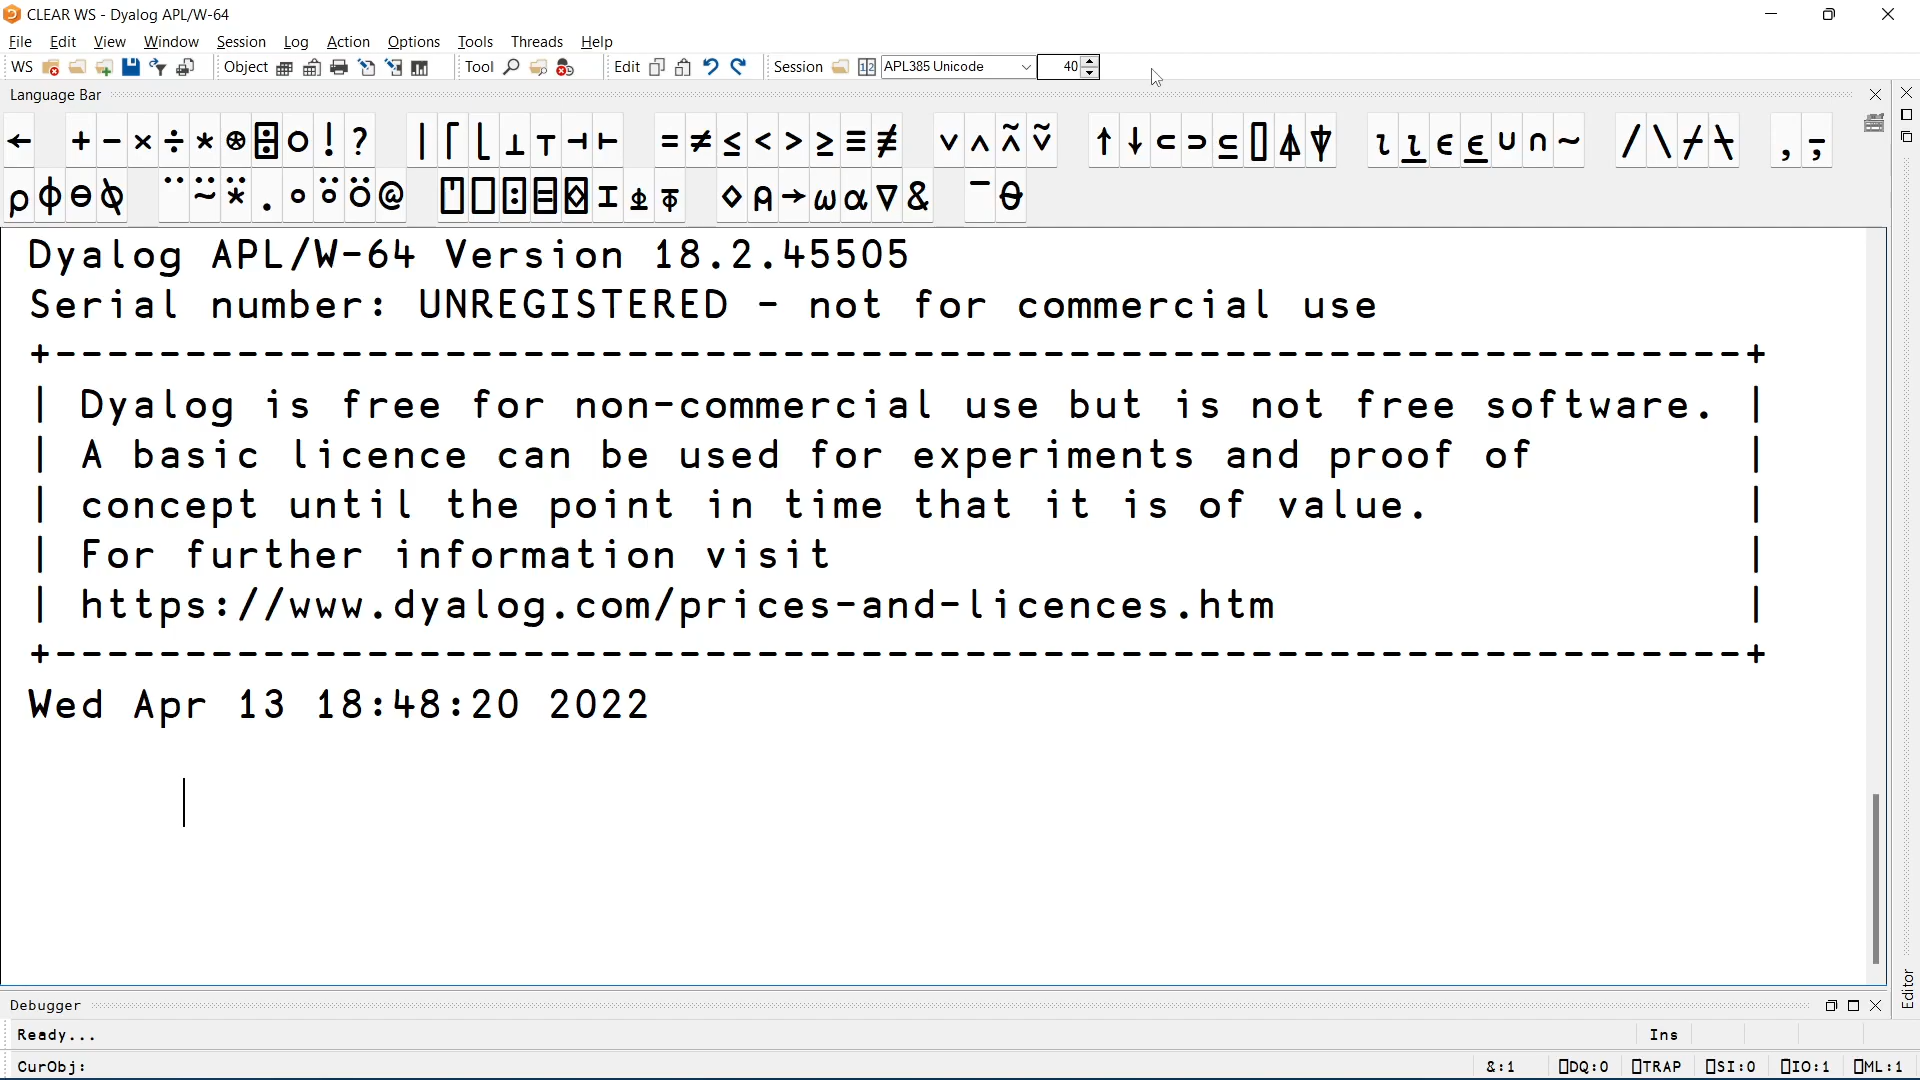 CLEAR WS - Dyalog APL/W-64
File Edit View Window Session Log Action Options Tools Threads Help
WS Object Tool Edit Session APL385 Unicode 40
Language Bar
← + - × ÷ * ⍟ ⌹ ○ ! ? | ⌈ ⌊ ⊥ ⊤ ⊣ ⊢ = ≠ ≤ < > ≥ ≡ ≢ ∨ ∧ ⍲ ⍱ ↑ ↓ ⊂ ⊃ ⊆ ⌷ ⍋ ⍒ ⍳ ⍸ ∊ ⍷ ∪ ∩ ~ / \ ⌿ ⍀ , ⍪
⍴ ⌽ ⊖ ⍉ ¨ ⍨ ⍣ . ∘ ⍤ ⍥ @ ⍞ ⎕ ⍠ ⌸ ⌺ ⌶ ⍎ ⍕ ⋄ ⍝ → ⍵ ⍺ ∇ & ¯ ⍬
Dyalog APL/W-64 Version 18.2.45505
Serial number: UNREGISTERED - not for commercial use
+-----------------------------------------------------------------+
| Dyalog is free for non-commercial use but is not free software. |
| A basic licence can be used for experiments and proof of |
| concept until the point in time that it is of value. |
| For further information visit |
| https://www.dyalog.com/prices-and-licences.htm |
+-----------------------------------------------------------------+
Wed Apr 13 18:48:20 2022
Editor
Debugger
Ready... Ins
CurObj: &:1 ⎕DQ:0 ⎕TRAP ⎕SI:0 ⎕IO:1 ⎕ML:1